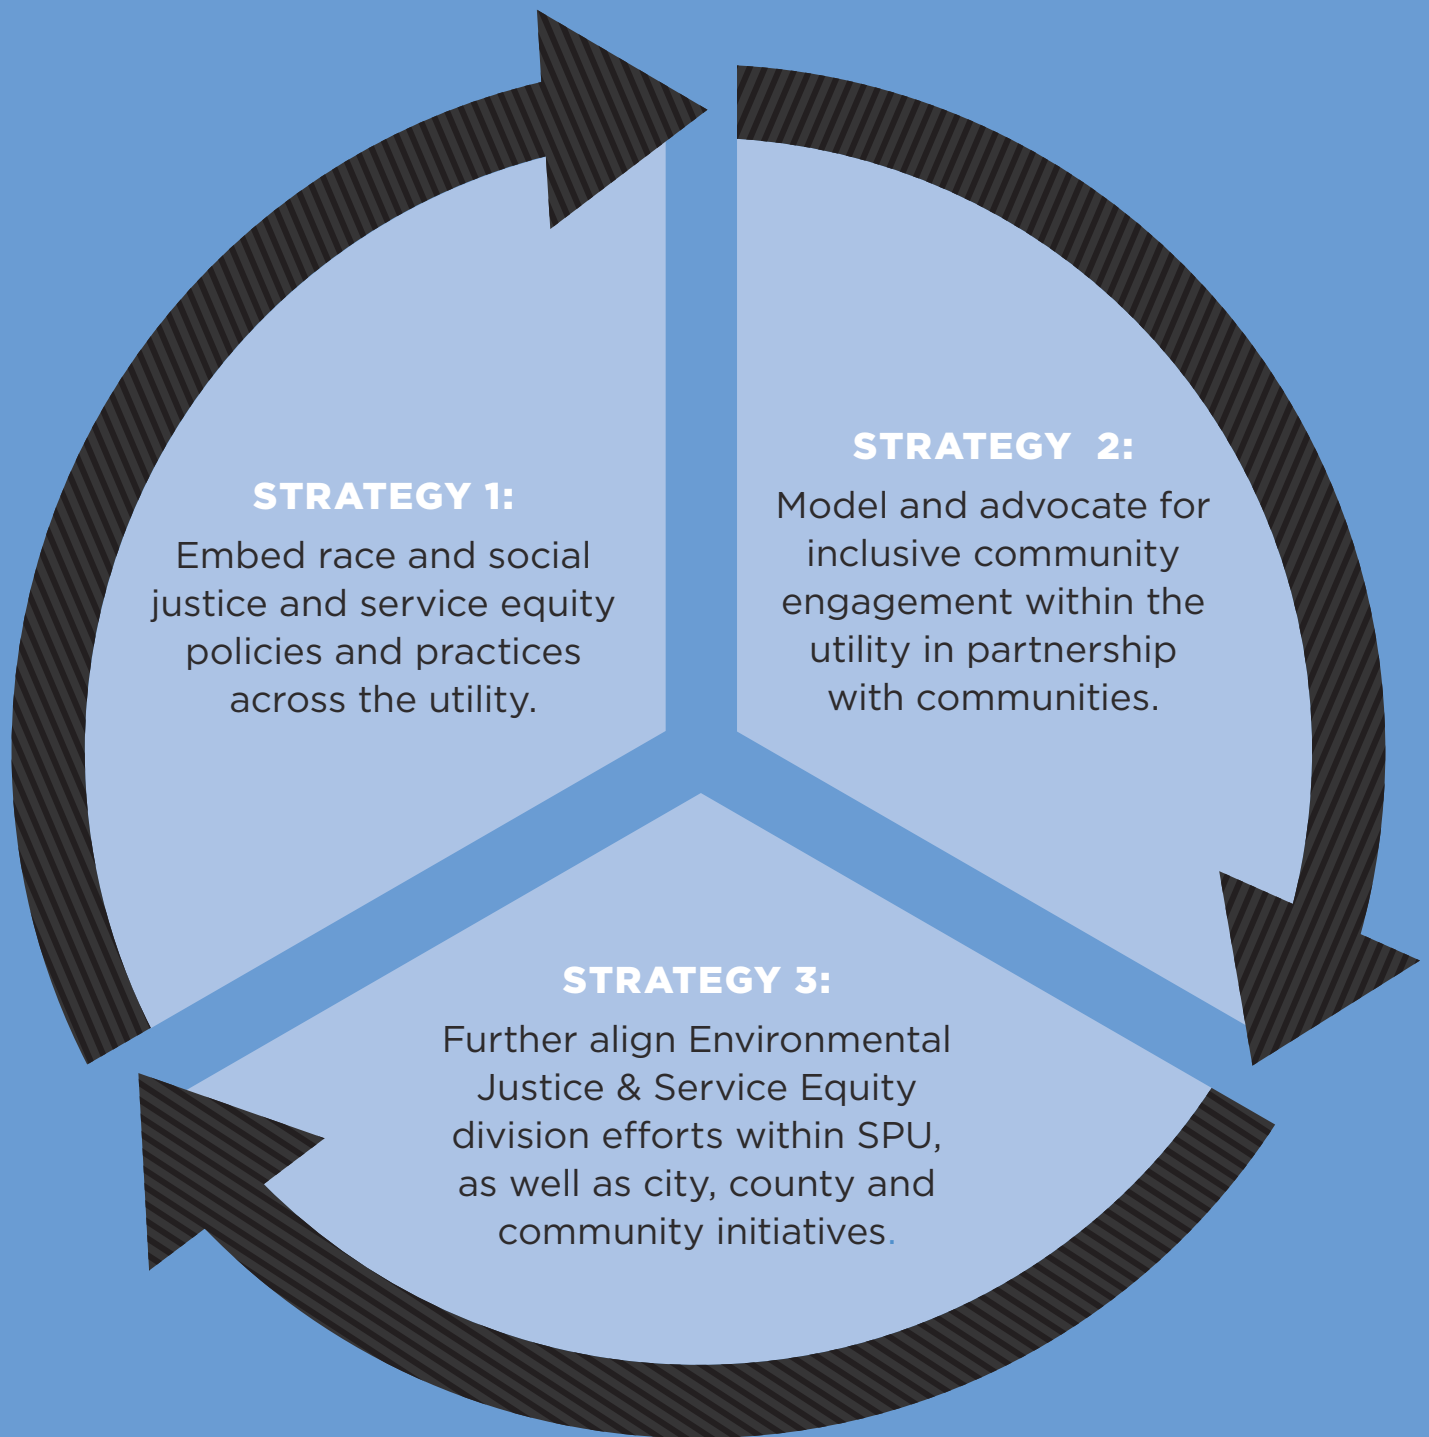 STRATEGY 1:
Embed race and social
justice and service equity
policies and practices
across the utility.
STRATEGY 2:
Model and advocate for
inclusive community
engagement within the
utility in partnership
with communities.
STRATEGY 3:
Further align Environmental
Justice & Service Equity
division efforts within SPU,
as well as city, county and
community initiatives.